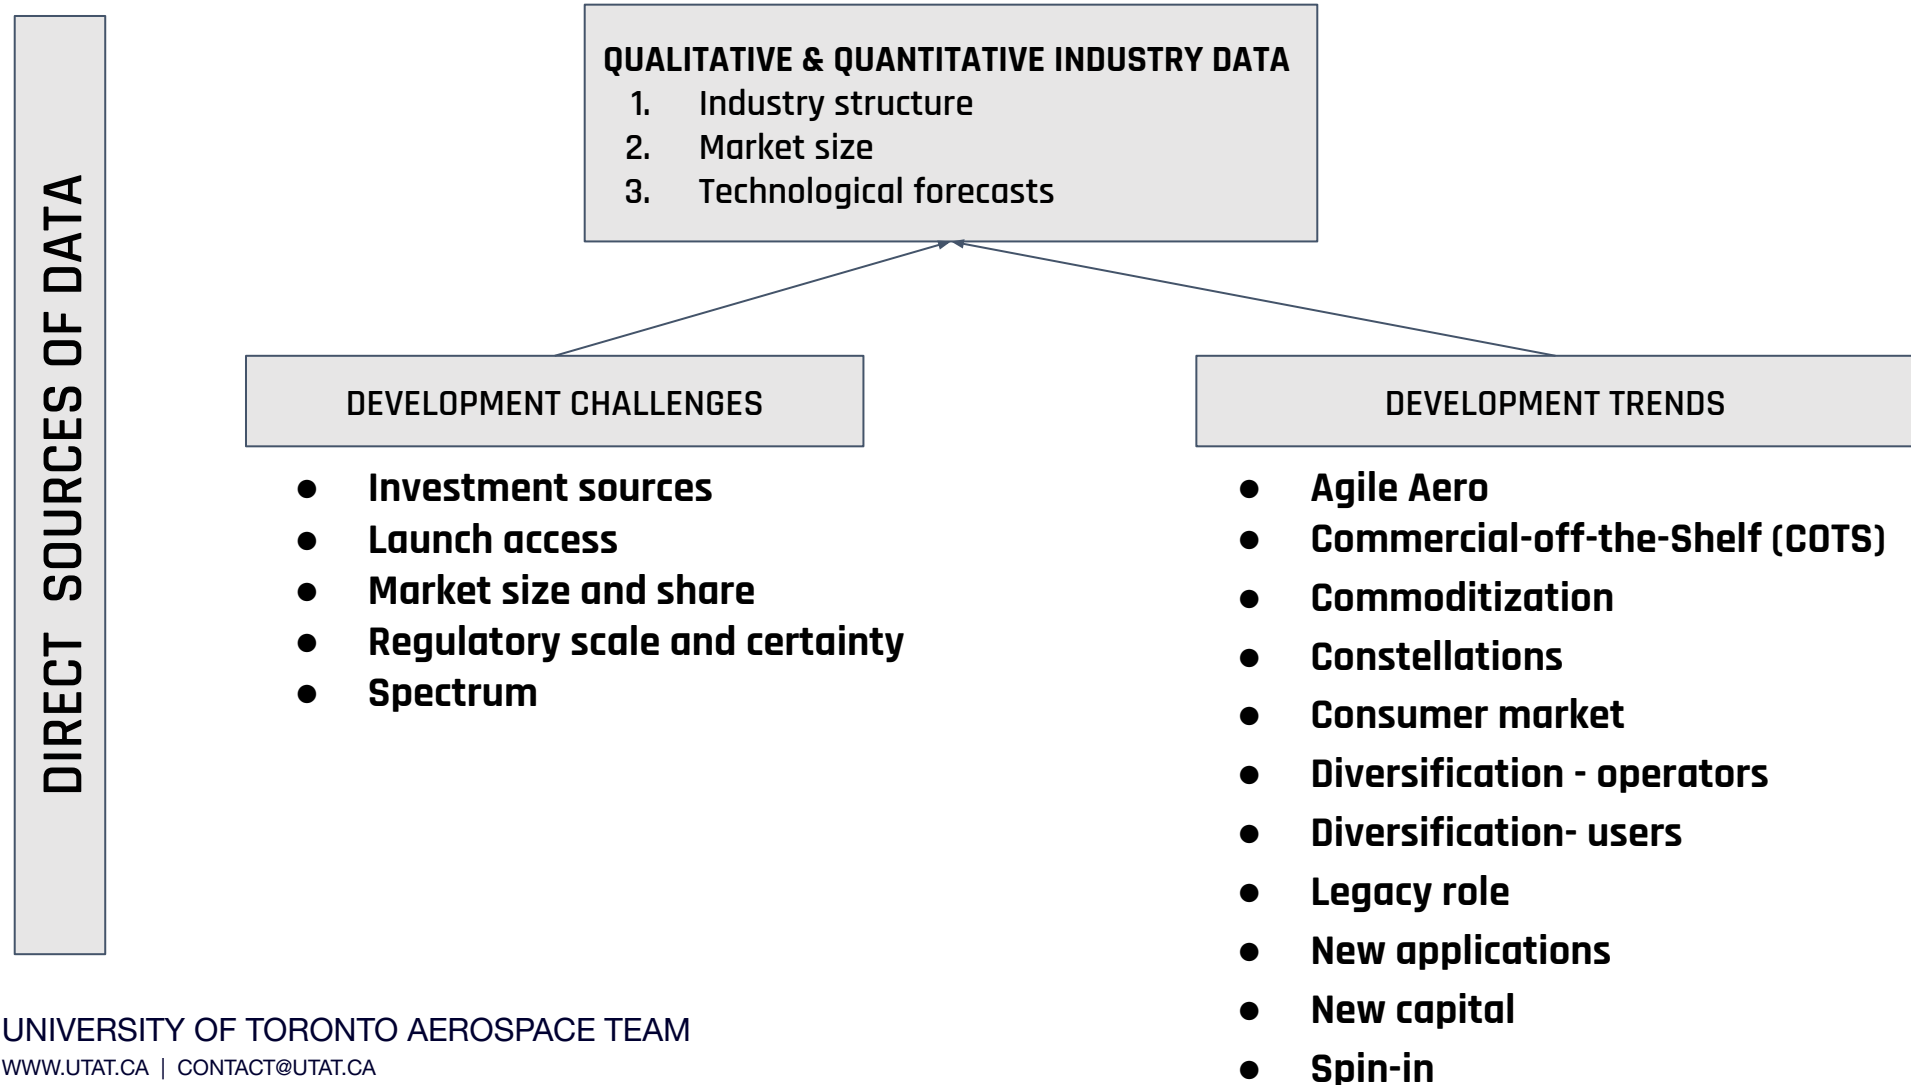 DIRECT SOURCES OF DATA
QUALITATIVE & QUANTITATIVE INDUSTRY DATA
1. Industry structure
2. Market size
3. Technological forecasts
DEVELOPMENT CHALLENGES
● Investment sources
● Launch access
● Market size and share
● Regulatory scale and certainty
● Spectrum
DEVELOPMENT TRENDS
● Agile Aero
● Commercial-off-the-Shelf (COTS)
● Commoditization
● Constellations
● Consumer market
● Diversification - operators
● Diversification- users
● Legacy role
● New applications
● New capital
● Spin-in
UNIVERSITY OF TORONTO AEROSPACE TEAM
WWW.UTAT.CA | CONTACT@UTAT.CA